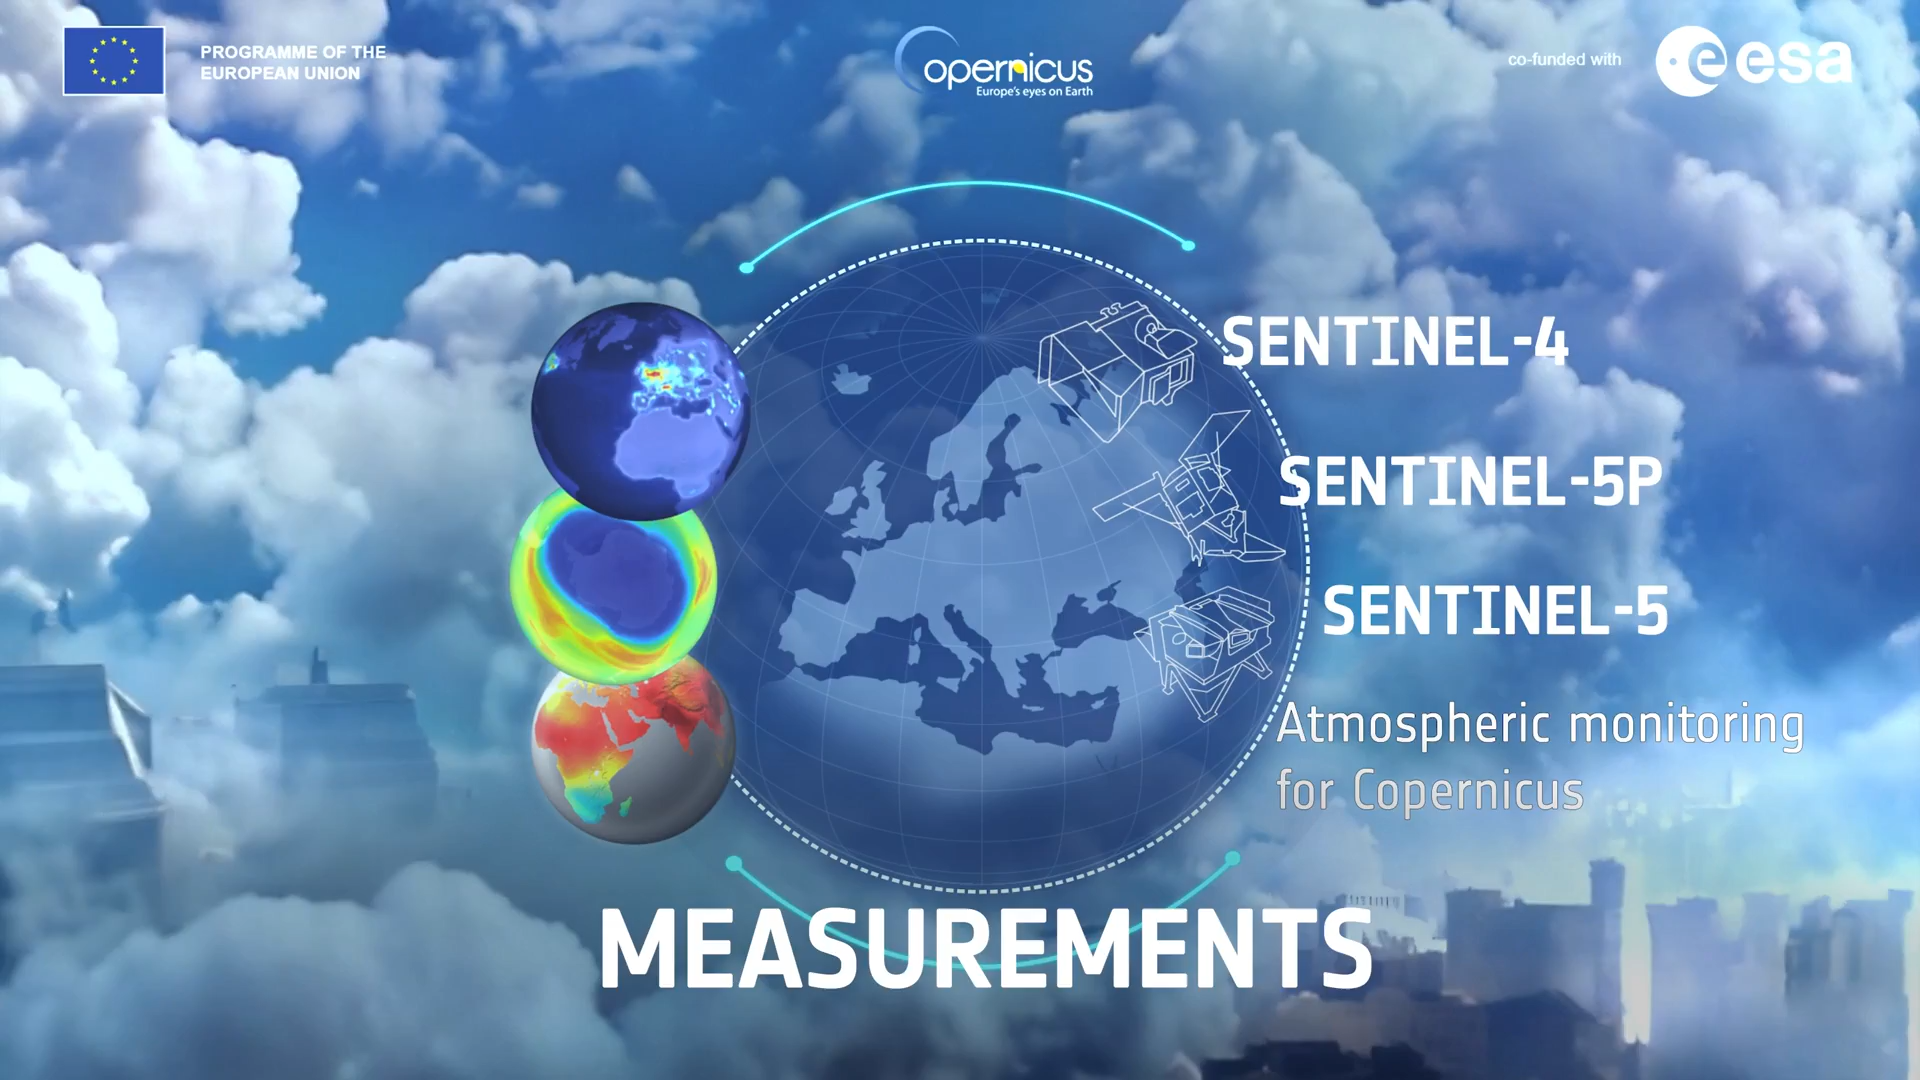 PROGRAMME OF THE
EUROPEAN UNION
opernicus
Europe's eyes on Earth
co-funded with
esa
SENTINEL-4
SENTINEL-5P
SENTINEL-5
Atmospheric monitoring
for Copernicus
MEASUREMENTS